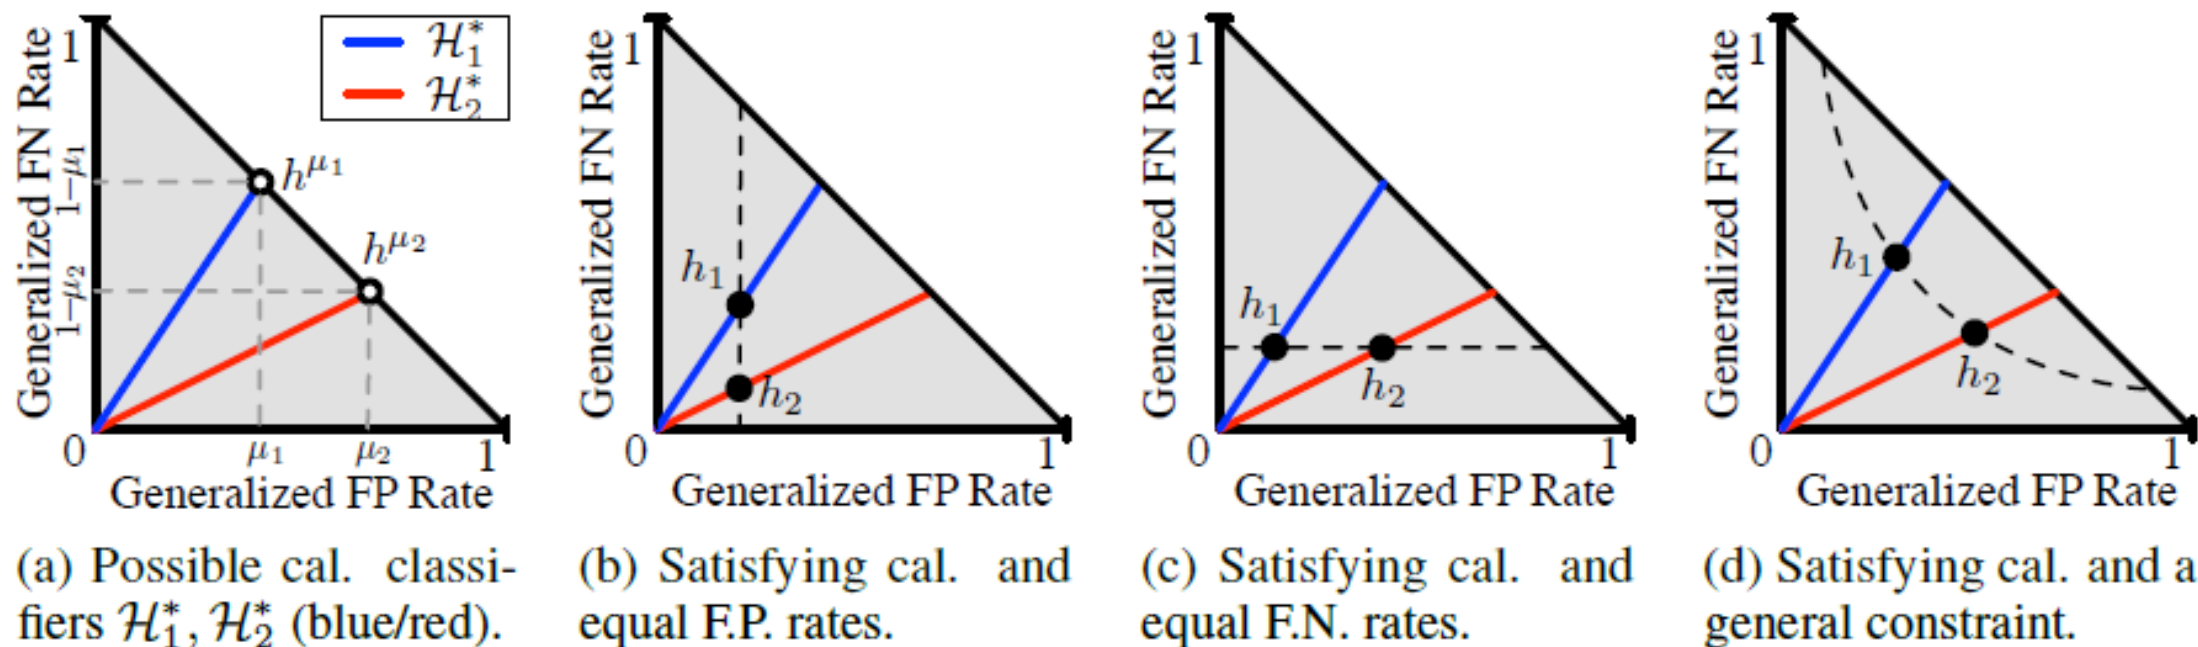 Generalized FN Rate
1
1−μ₁
1−μ₂
ℋ₁*
ℋ₂*
h^μ₁
h^μ₂
0
μ₁
μ₂
1
Generalized FP Rate
(a) Possible cal. classi-
fiers ℋ₁*, ℋ₂* (blue/red).
Generalized FN Rate
1
h₁
h₂
0
1
Generalized FP Rate
(b) Satisfying cal. and
equal F.P. rates.
Generalized FN Rate
1
h₁
h₂
0
1
Generalized FP Rate
(c) Satisfying cal. and
equal F.N. rates.
Generalized FN Rate
1
h₁
h₂
0
1
Generalized FP Rate
(d) Satisfying cal. and a
general constraint.